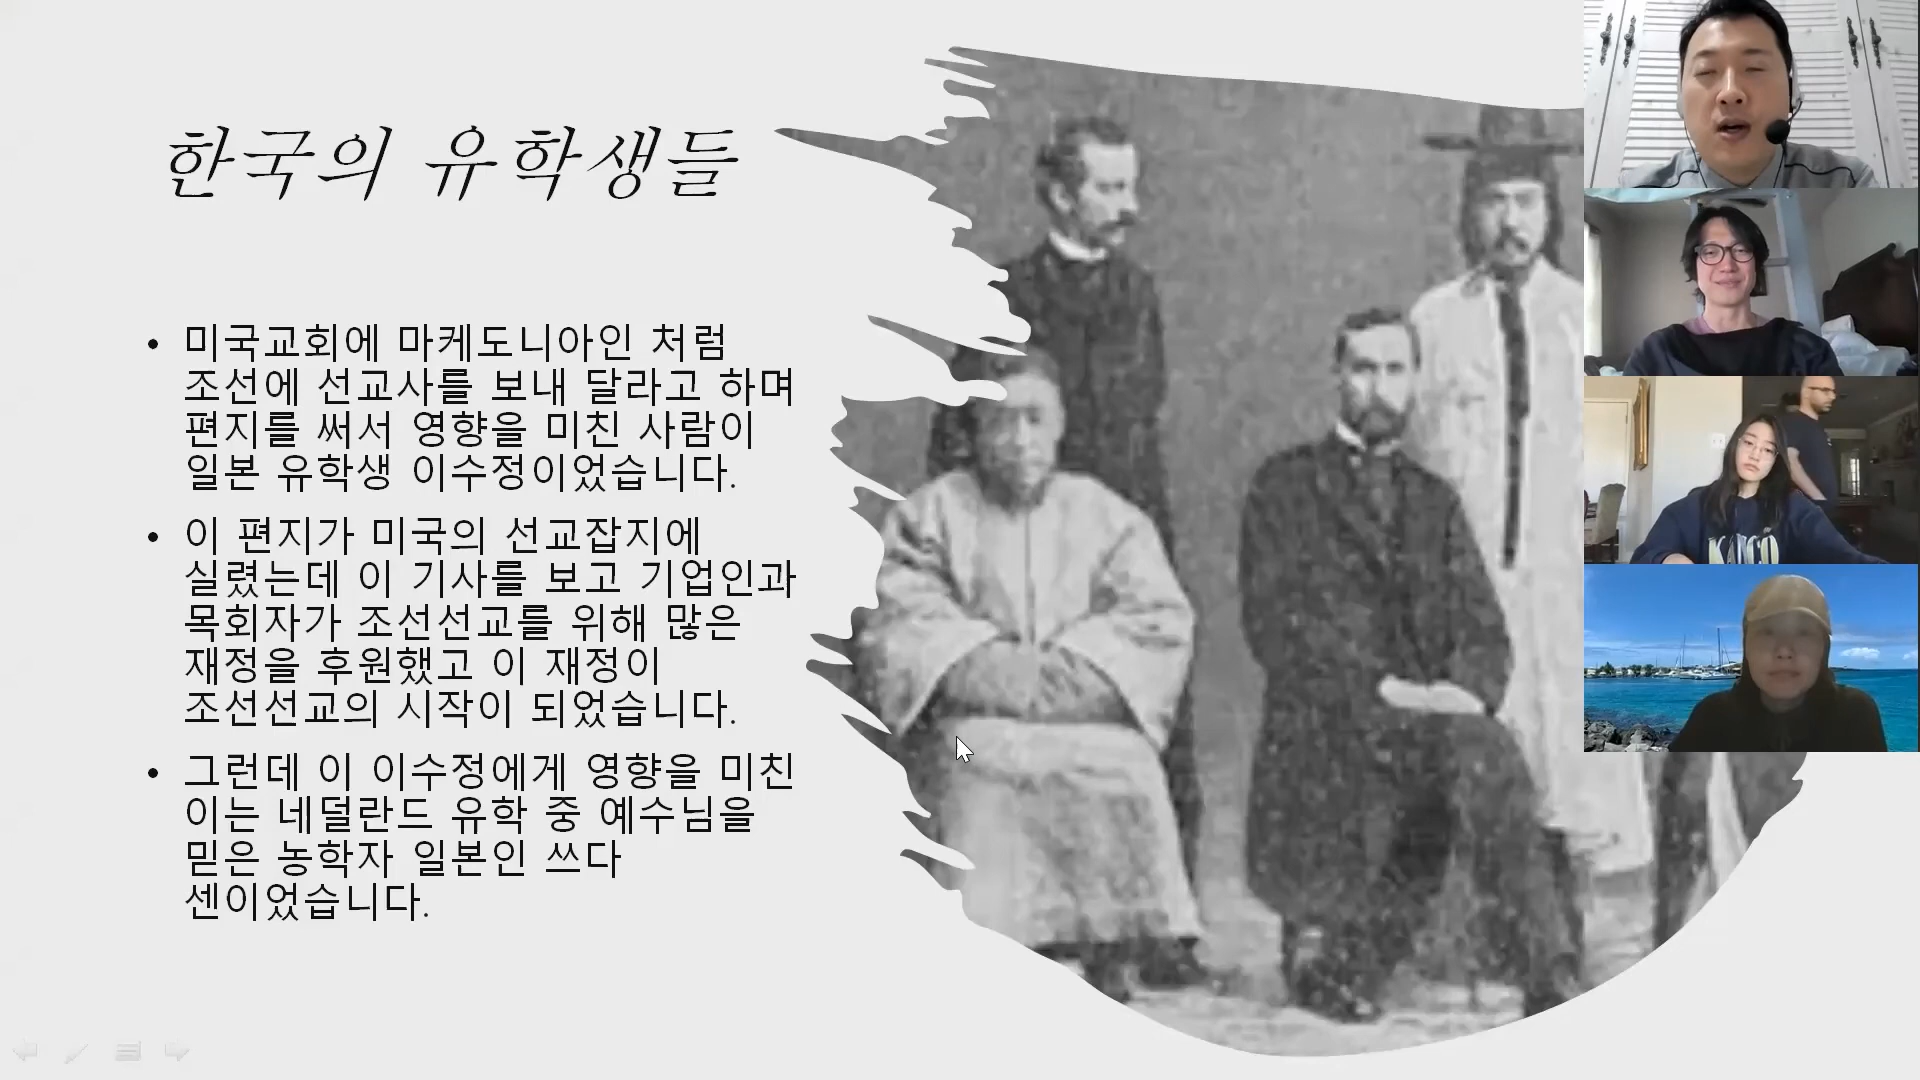 한국의 유학생들
• 미국교회에 마케도니아인 처럼
조선에 선교사를 보내 달라고 하며
편지를 써서 영향을 미친 사람이
일본 유학생 이수정이었습니다.
• 이 편지가 미국의 선교잡지에
실렸는데 이 기사를 보고 기업인과
목회자가 조선선교를 위해 많은
재정을 후원했고 이 재정이
조선선교의 시작이 되었습니다.
• 그런데 이 이수정에게 영향을 미친
이는 네덜란드 유학 중 예수님을
믿은 농학자 일본인 쓰다
센이었습니다.